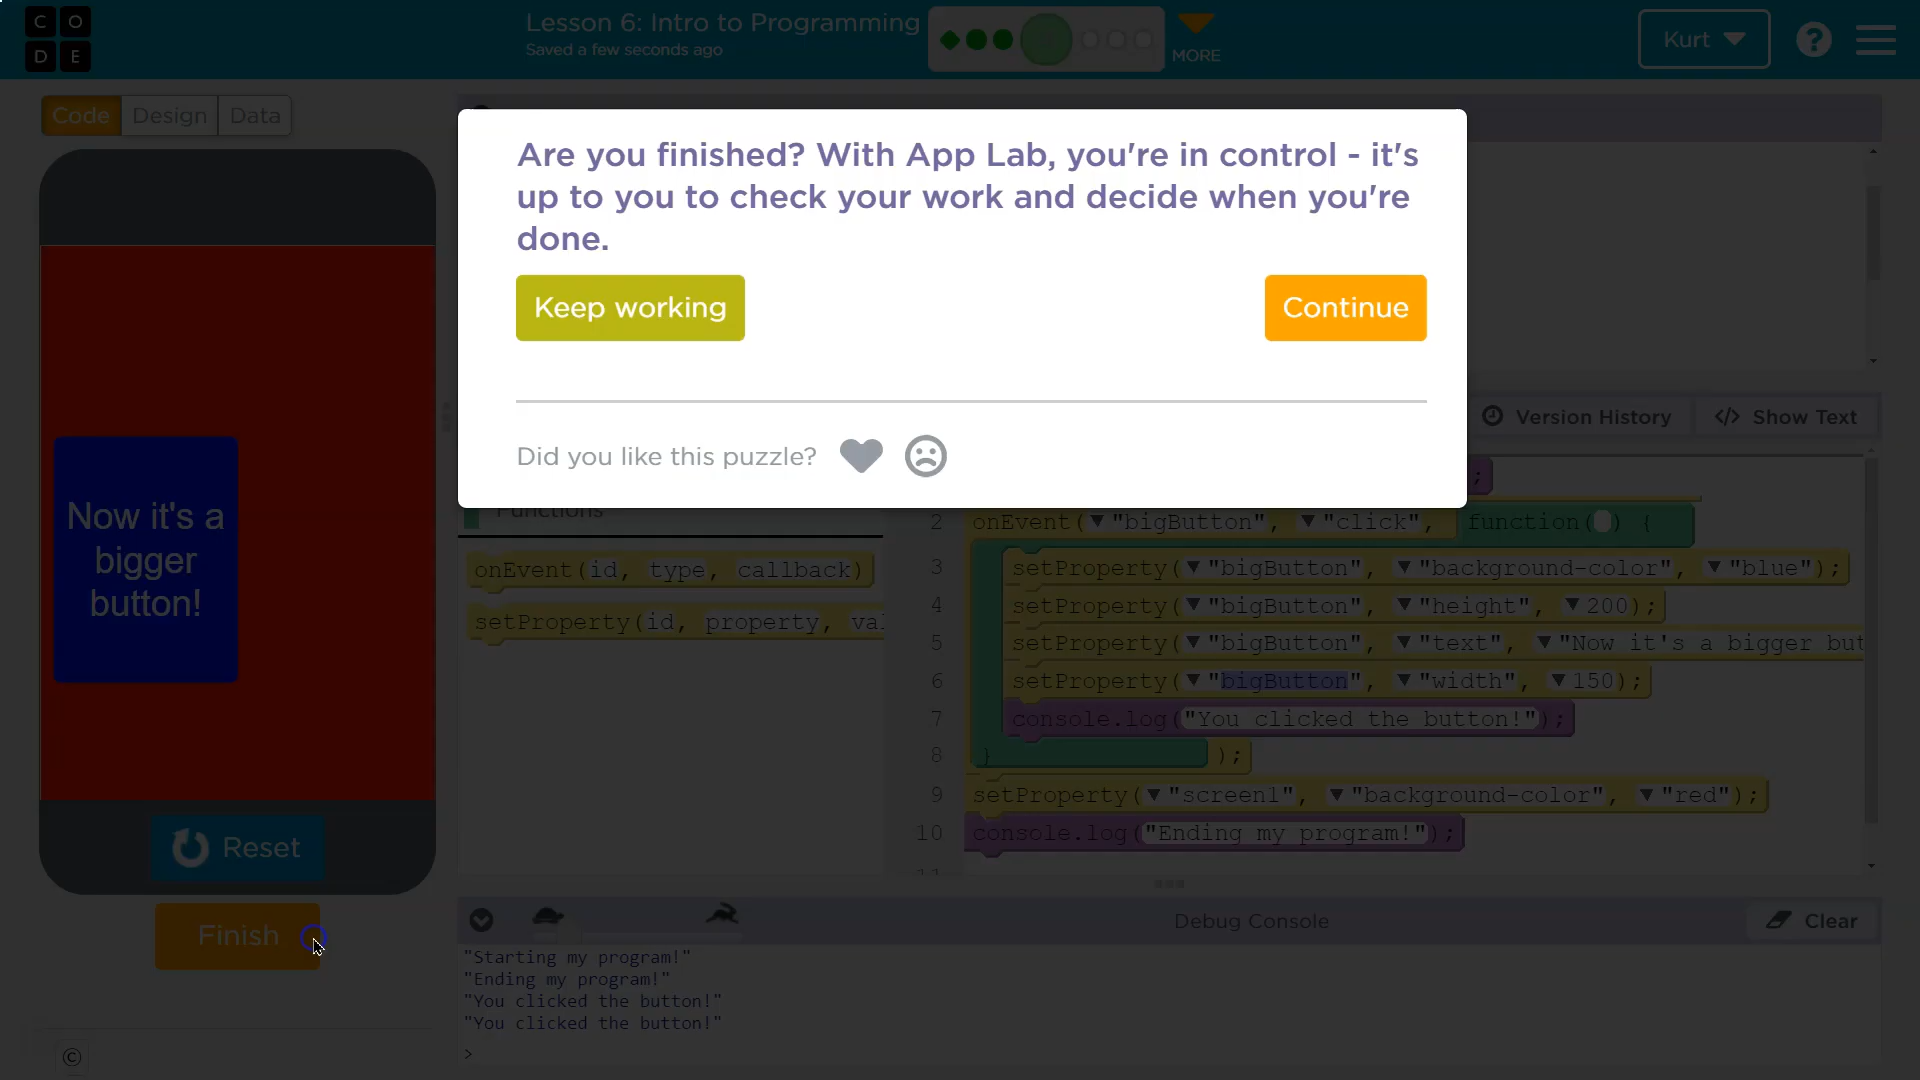 C O
D E
Lesson 6: Intro to Programming
Saved a few seconds ago
MORE
Kurt
?
Code
Design
Data
Are you finished? With App Lab, you're in control - it's
up to you to check your work and decide when you're
done.
Keep working
Continue
Did you like this puzzle?
Version History
Show Text
Now it's a
bigger
button!
Reset
Finish
©
Functions
onEvent(id, type, callback)
setProperty(id, property, val
;
2 onEvent("bigButton", "click", function() {
3 setProperty("bigButton", "background-color", "blue");
4 setProperty("bigButton", "height", 200);
5 setProperty("bigButton", "text", "Now it's a bigger but
6 setProperty("bigButton", "width", 150);
7 console.log("You clicked the button!");
8 } );
9 setProperty("screen1", "background-color", "red");
10 console.log("Ending my program!");
11
Debug Console
Clear
"Starting my program!"
"Ending my program!"
"You clicked the button!"
"You clicked the button!"
>